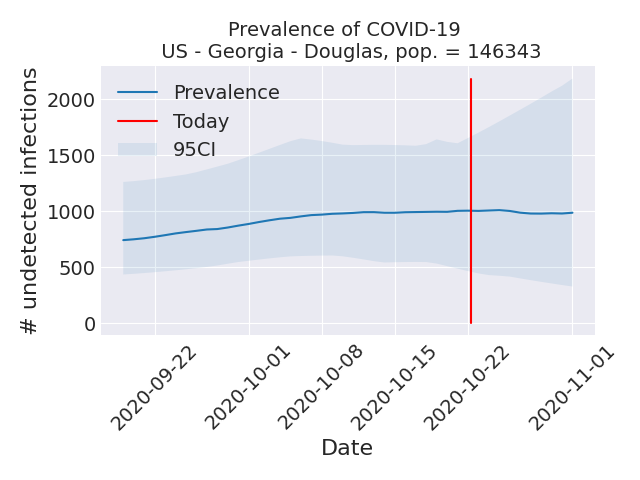 Prevalence of COVID-19
US - Georgia - Douglas, pop. = 146343
# undetected infections
2000
1500
1000
500
0
Prevalence
Today
95CI
2020-09-22
2020-10-01
2020-10-08
2020-10-15
2020-10-22
2020-11-01
Date